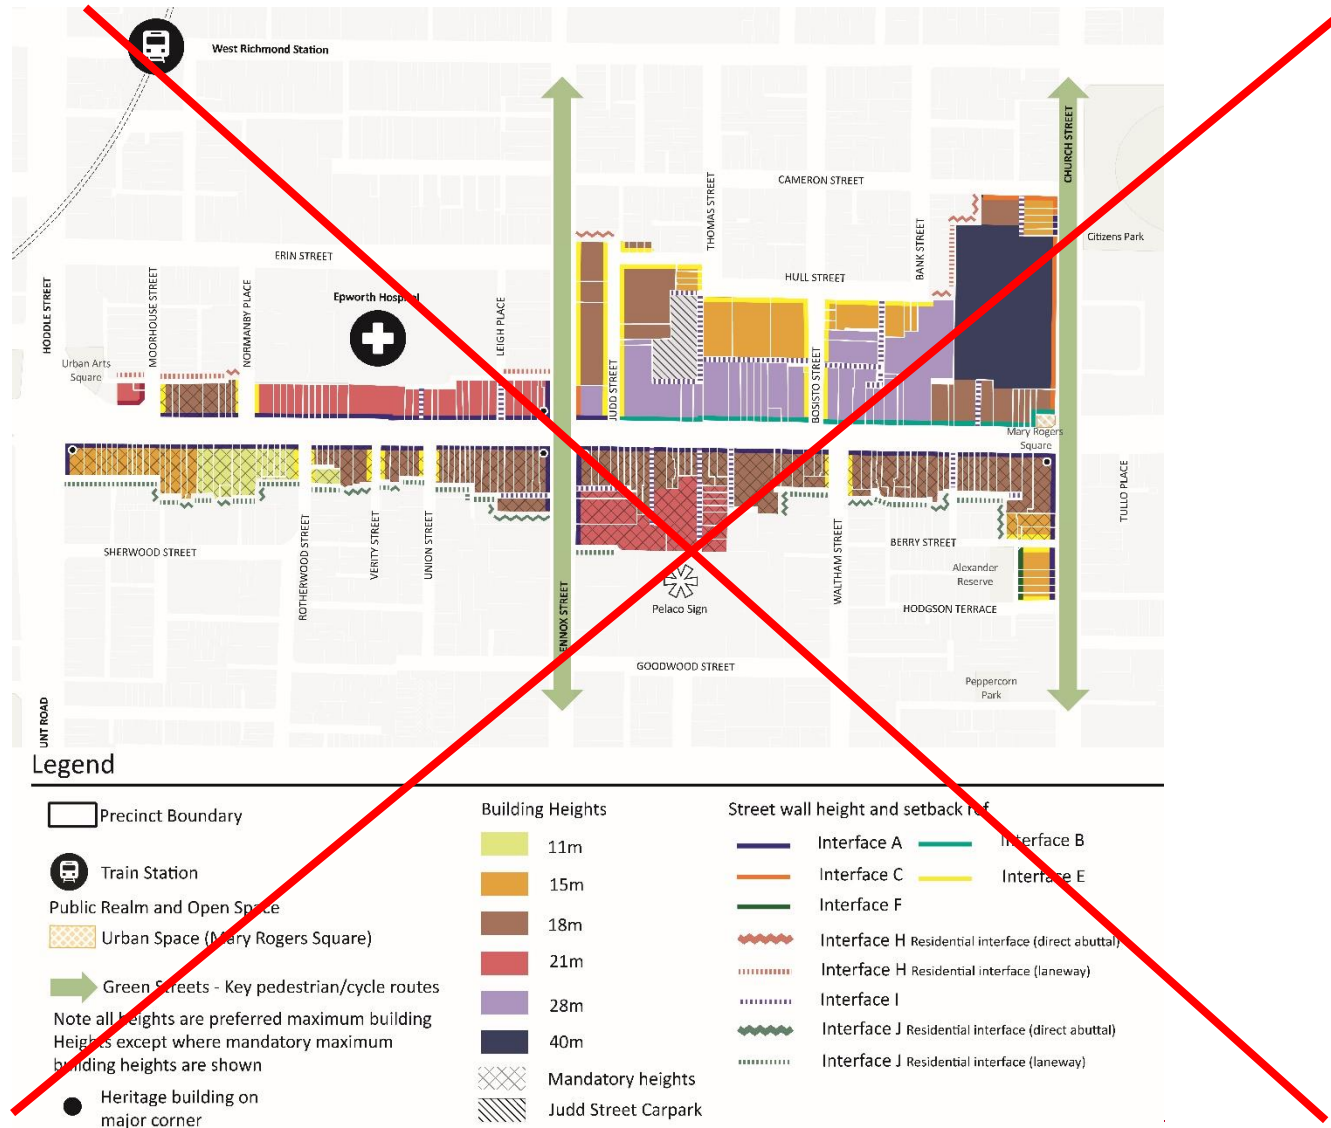 West Richmond Station
CHURCH STREET
CAMERON STREET
THOMAS STREET
BANK STREET
Citizens Park
ERIN STREET
HULL STREET
HODDLE STREET
MOORHOUSE STREET
NORMANBY PLACE
Epworth Hospital
LEIGH PLACE
Urban Arts
Square
JUDD STREET
BOSISTO STREET
Mary Rogers
Square
TULLO PLACE
SHERWOOD STREET
ROTHERWOOD STREET
VERITY STREET
UNION STREET
WALTHAM STREET
BERRY STREET
Alexander
Reserve
HODGSON TERRACE
Pelaco Sign
ENNOX STREET
GOODWOOD STREET
Peppercorn
Park
UNT ROAD
Legend
Precinct Boundary
Train Station
Public Realm and Open Space
Urban Space (Mary Rogers Square)
Green Streets - Key pedestrian/cycle routes
Note all heights are preferred maximum building
Heights except where mandatory maximum
building heights are shown
Heritage building on
major corner
Building Heights
11m
15m
18m
21m
28m
40m
Mandatory heights
Judd Street Carpark
Street wall height and setback ref
Interface A
Interface B
Interface C
Interface E
Interface F
Interface H Residential interface (direct abuttal)
Interface H Residential interface (laneway)
Interface I
Interface J Residential interface (direct abuttal)
Interface J Residential interface (laneway)